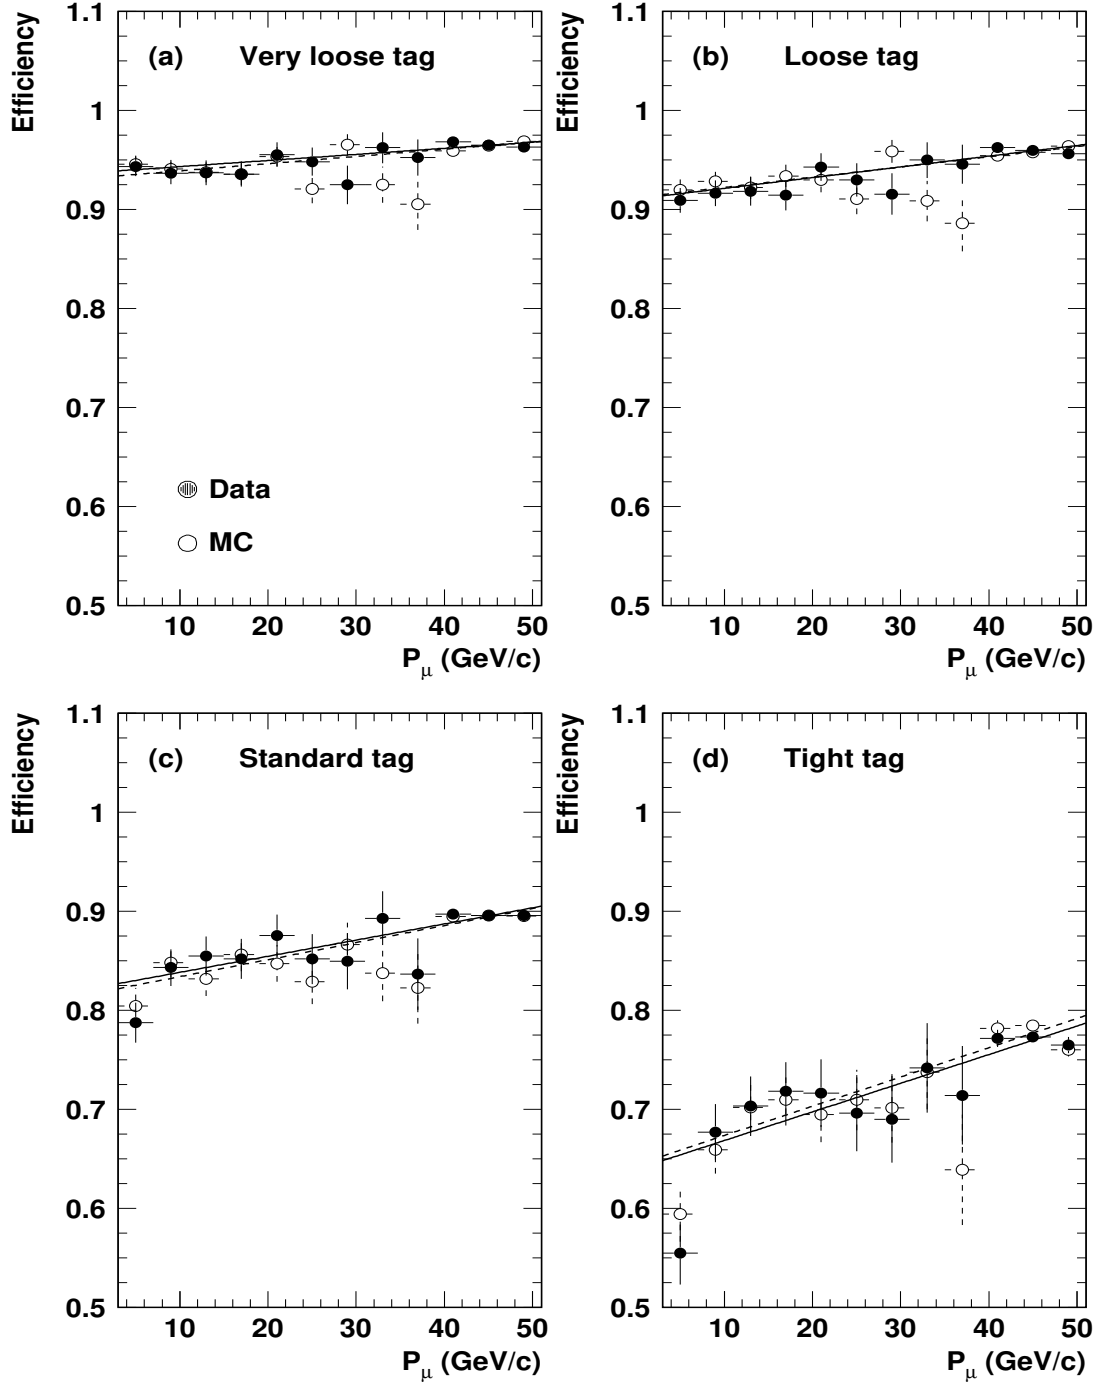 Efficiency
1.1
1
0.9
0.8
0.7
0.6
0.5
(a) Very loose tag
Data
MC
10 20 30 40 50
P_μ (GeV/c)
Efficiency
1.1
1
0.9
0.8
0.7
0.6
0.5
(b) Loose tag
10 20 30 40 50
P_μ (GeV/c)
Efficiency
1.1
1
0.9
0.8
0.7
0.6
0.5
(c) Standard tag
10 20 30 40 50
P_μ (GeV/c)
Efficiency
1.1
1
0.9
0.8
0.7
0.6
0.5
(d) Tight tag
10 20 30 40 50
P_μ (GeV/c)